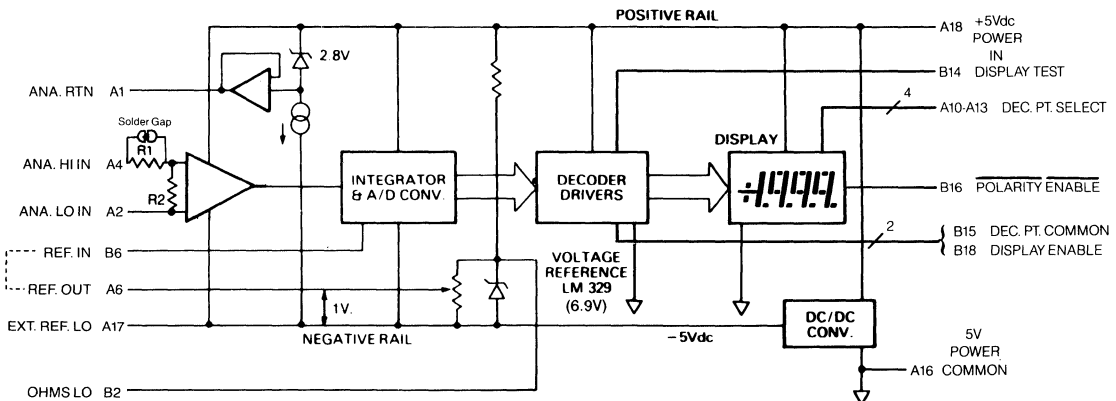 POSITIVE RAIL
A18 +5Vdc
POWER
IN
2.8V
B14 DISPLAY TEST
ANA. RTN A1
4
A10-A13 DEC. PT. SELECT
Solder Gap
R1
DISPLAY
ANA. HI IN A4
INTEGRATOR
& A/D CONV.
DECODER
DRIVERS
±1.9.9.9
B16 POLARITY ENABLE
R2
ANA. LO IN A2
2
B15 DEC. PT. COMMON
B18 DISPLAY ENABLE
REF. IN B6
VOLTAGE
REFERENCE
LM 329
(6.9V)
REF. OUT A6
1V.
DC/DC
CONV.
EXT. REF. LO A17
NEGATIVE RAIL
–5Vdc
5V
POWER
A16 COMMON
OHMS LO B2